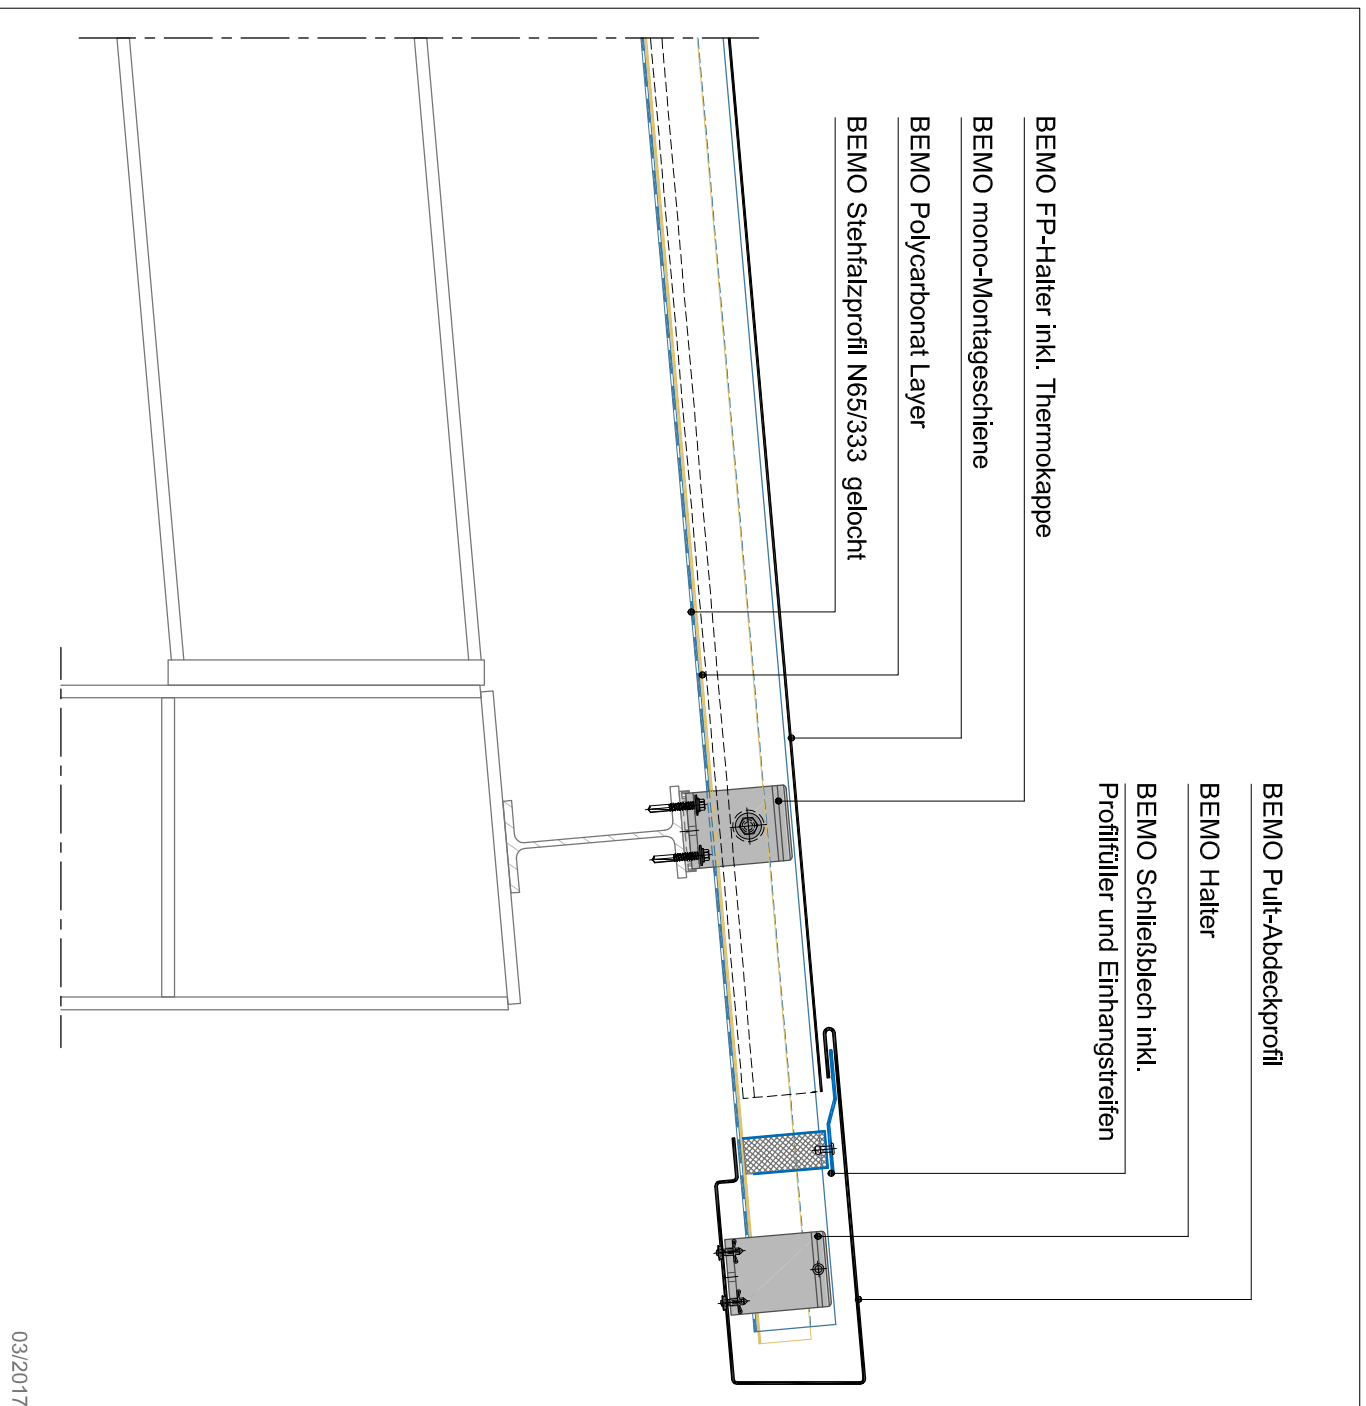 BEMO Pult-Abdeckprofil
BEMO Halter
BEMO Schließblech inkl.
Profilfüller und Einhangstreifen
BEMO FP-Halter inkl. Thermokappe
BEMO mono-Montageschiene
BEMO Polycarbonat Layer
BEMO Stehfalzprofil N65/333 gelocht
03/2017